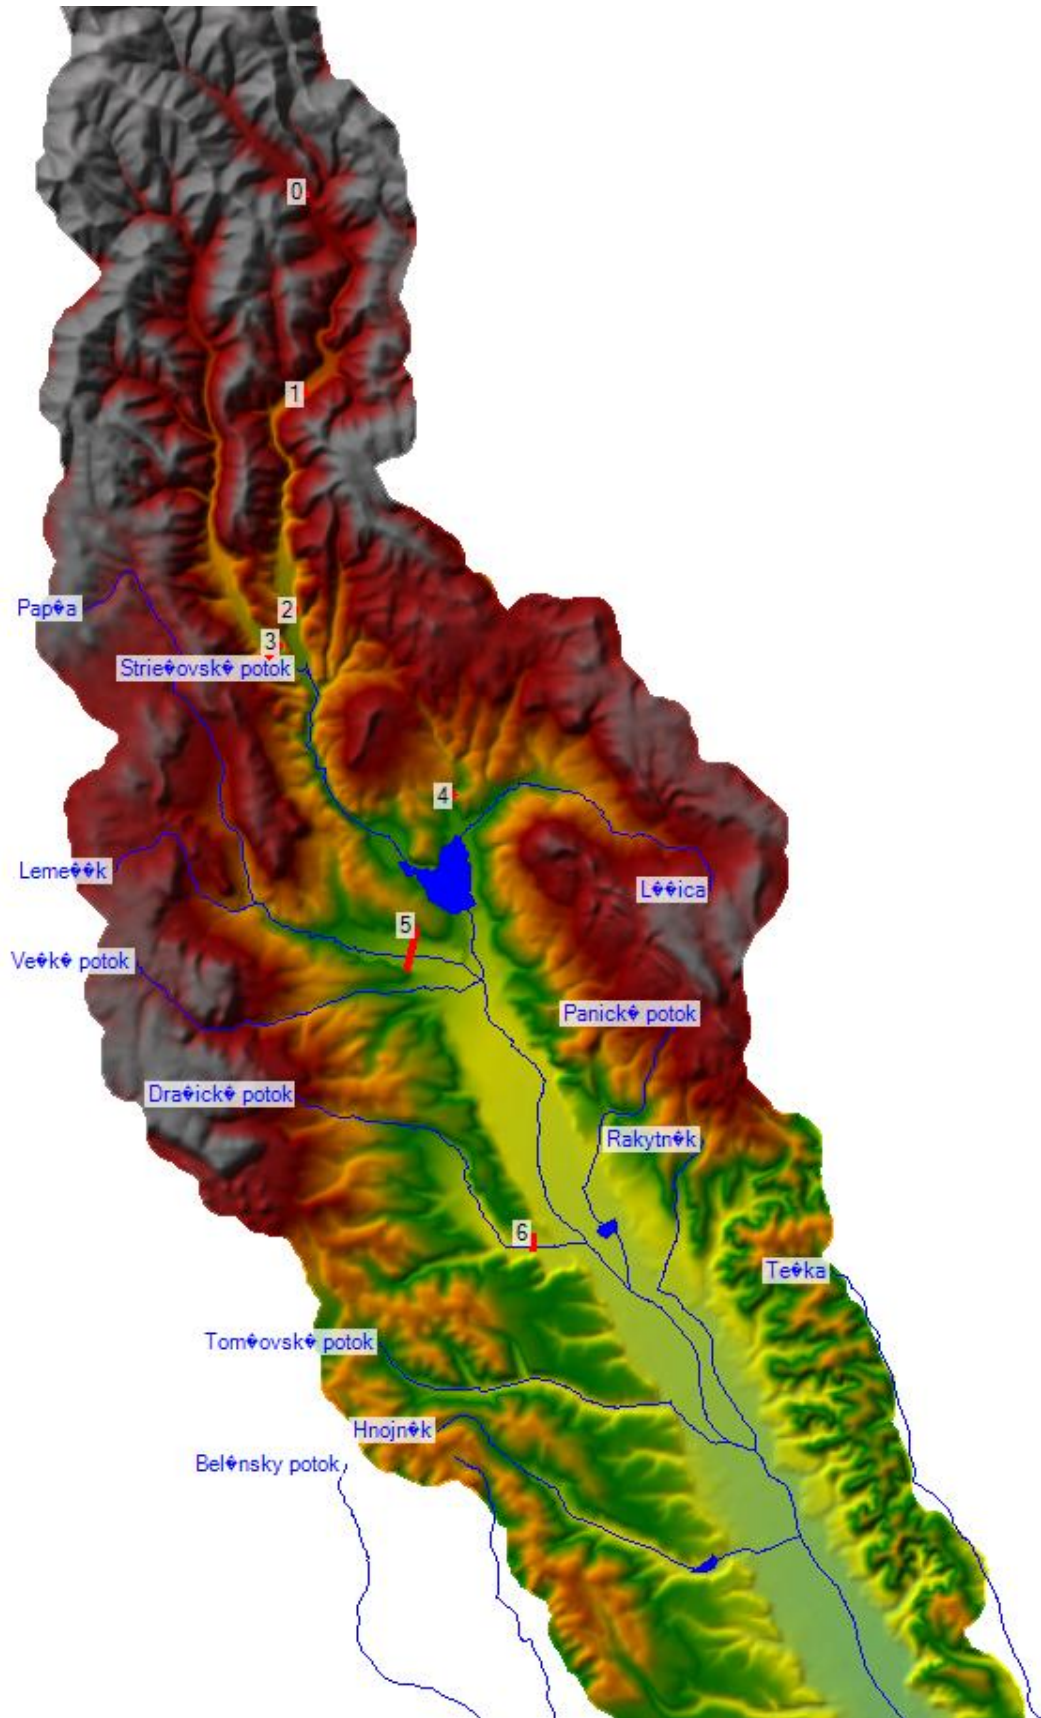 0
1
Pap�a
2
3
Strie�ovsk� potok
4
Leme��k
L��ica
5
Ve�k� potok
Panick� potok
Dra�ick� potok
Rakytn�k
6
Te�ka
Tom�ovsk� potok
Hnojn�k
Bel�nsky potok